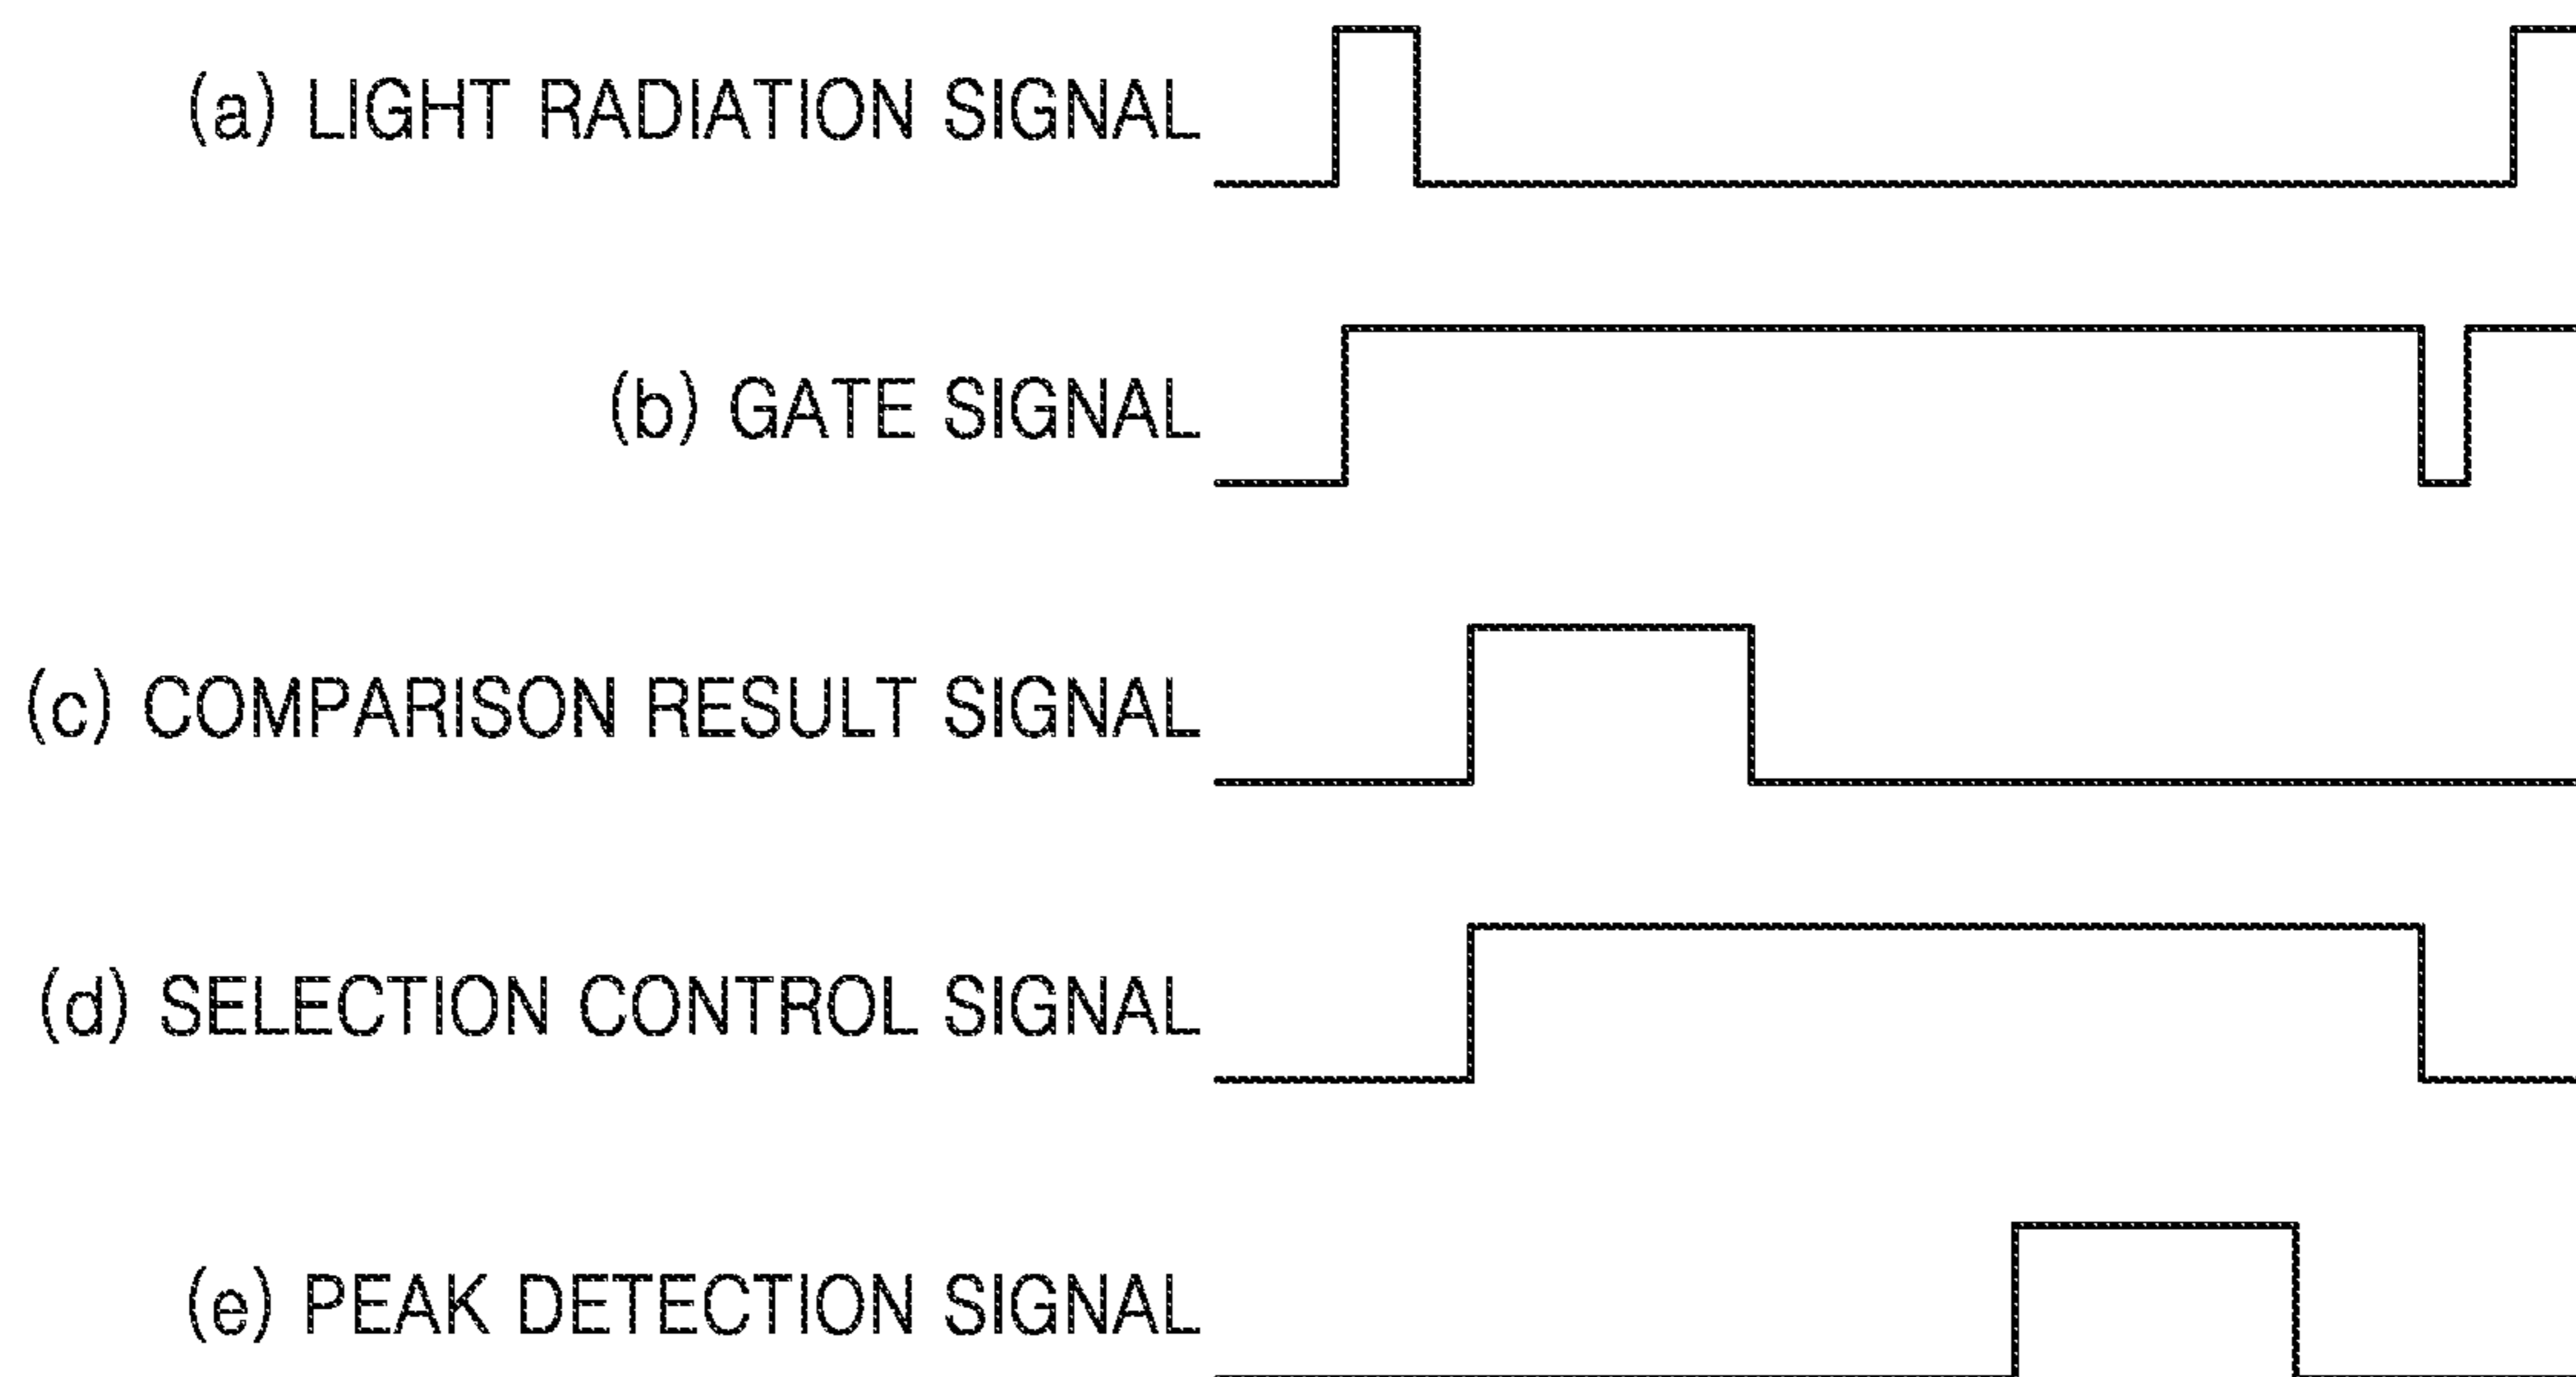 (a) LIGHT RADIATION SIGNAL
(b) GATE SIGNAL
(c) COMPARISON RESULT SIGNAL
(d) SELECTION CONTROL SIGNAL
(e) PEAK DETECTION SIGNAL